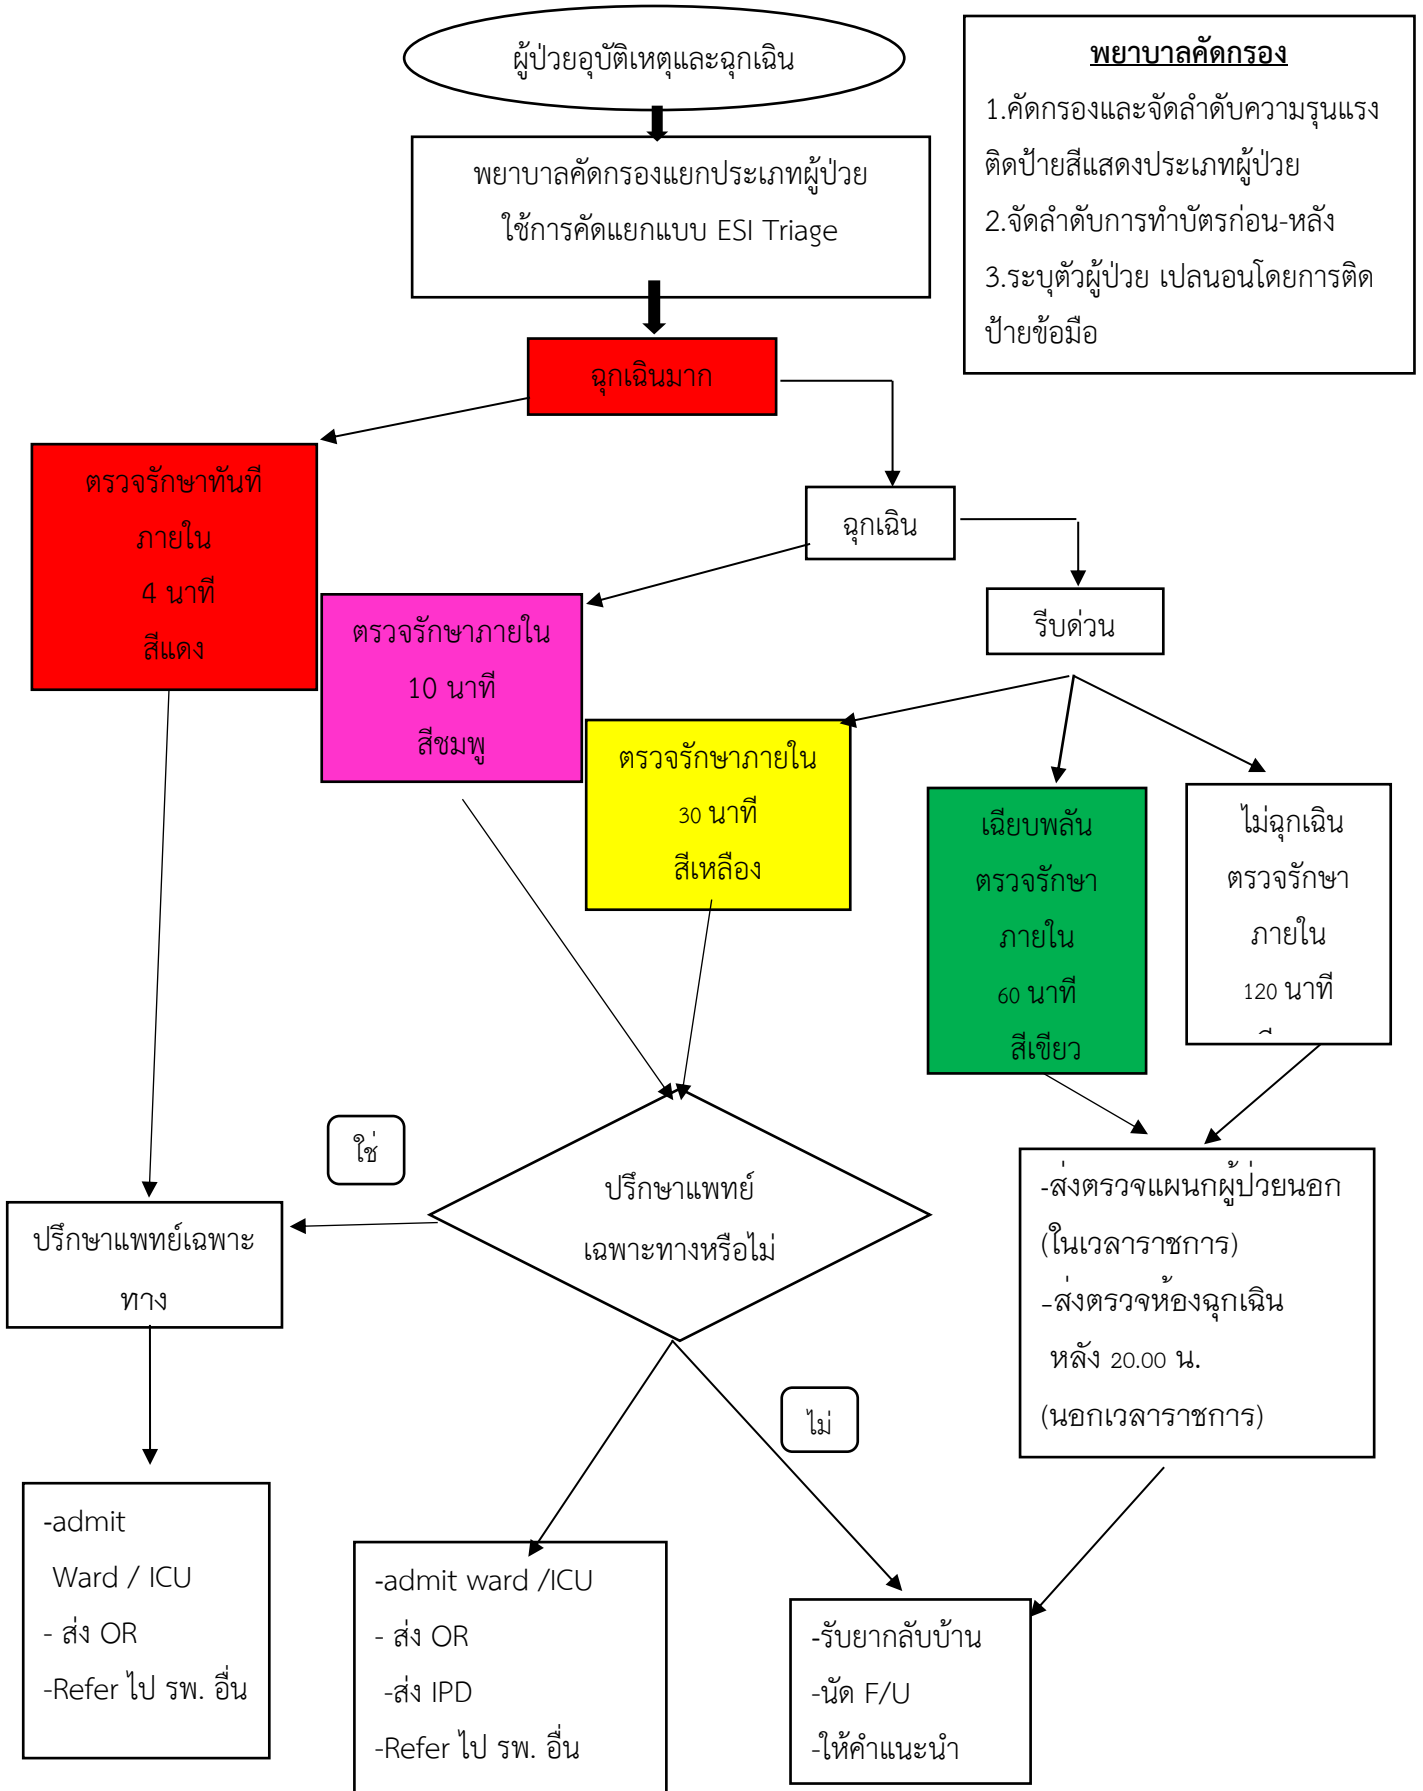 ผู้ป่วยอุบัติเหตุและฉุกเฉิน
พยาบาลคัดกรอง
1.คัดกรองและจัดลำดับความรุนแรง
ติดป้ายสีแสดงประเภทผู้ป่วย
2.จัดลำดับการทำบัตรก่อน-หลัง
3.ระบุตัวผู้ป่วย เปลนอนโดยการติด
ป้ายข้อมือ
พยาบาลคัดกรองแยกประเภทผู้ป่วย
ใช้การคัดแยกแบบ ESI Triage
ฉุกเฉินมาก
ตรวจรักษาทันที
ภายใน
4 นาที
สีแดง
ฉุกเฉิน
ตรวจรักษาภายใน
10 นาที
สีชมพู
รีบด่วน
ตรวจรักษาภายใน
30 นาที
สีเหลือง
เฉียบพลัน
ตรวจรักษา
ภายใน
60 นาที
สีเขียว
ไม่ฉุกเฉิน
ตรวจรักษา
ภายใน
120 นาที
ใช่
ปรึกษาแพทย์
เฉพาะทางหรือไม่
ปรึกษาแพทย์เฉพาะ
ทาง
-ส่งตรวจแผนกผู้ป่วยนอก
(ในเวลาราชการ)
-ส่งตรวจห้องฉุกเฉิน
หลัง 20.00 น.
(นอกเวลาราชการ)
ไม่
-admit
Ward / ICU
- ส่ง OR
-Refer ไป รพ. อื่น
-admit ward /ICU
- ส่ง OR
-ส่ง IPD
-Refer ไป รพ. อื่น
-รับยากลับบ้าน
-นัด F/U
-ให้คำแนะนำ